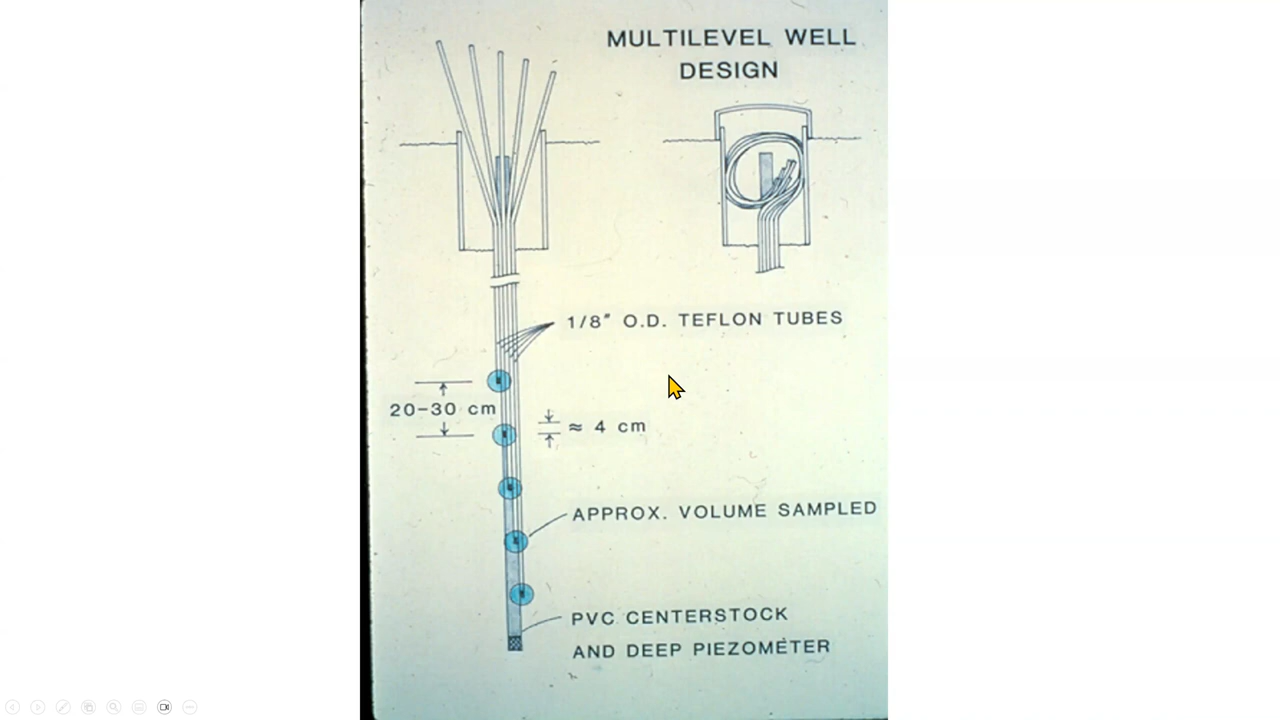 MULTILEVEL WELL
DESIGN
1/8" O.D. TEFLON TUBES
20-30 cm
≈ 4 cm
APPROX. VOLUME SAMPLED
PVC CENTERSTOCK
AND DEEP PIEZOMETER